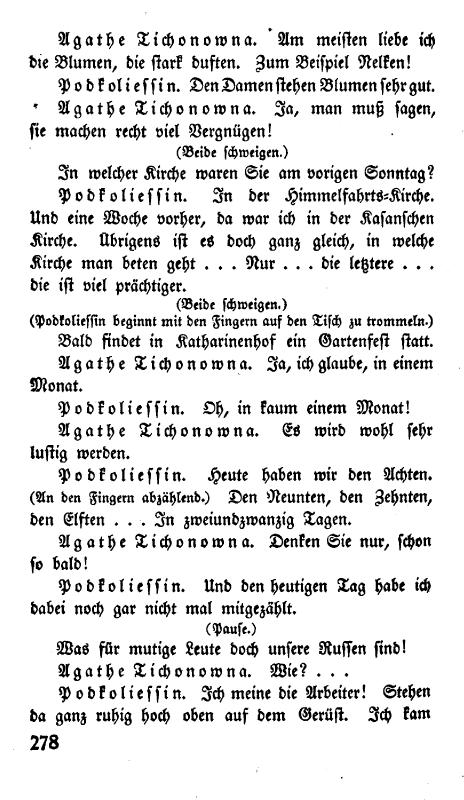 Agathe Tichonowna. Am meisten liebe ich
die Blumen, die stark duften. Zum Beispiel Nelken!
Podkoliessin. Den Damen stehen Blumen sehr gut.
Agathe Tichonowna. Ja, man muß sagen,
sie machen recht viel Vergnügen!
(Beide schweigen.)
In welcher Kirche waren Sie am vorigen Sonntag?
Podkoliessin. In der Himmelfahrts-Kirche.
Und eine Woche vorher, da war ich in der Kasanschen
Kirche. Übrigens ist es doch ganz gleich, in welche
Kirche man beten geht . . . Nur . . . die letztere . . .
die ist viel prächtiger.
(Beide schweigen.)
(Podkoliessin beginnt mit den Fingern auf den Tisch zu trommeln.)
Bald findet in Katharinenhof ein Gartenfest statt.
Agathe Tichonowna. Ja, ich glaube, in einem
Monat.
Podkoliessin. Oh, in kaum einem Monat!
Agathe Tichonowna. Es wird wohl sehr
lustig werden.
Podkoliessin. Heute haben wir den Achten.
(An den Fingern abzählend.) Den Neunten, den Zehnten,
den Elften . . . In zweiundzwanzig Tagen.
Agathe Tichonowna. Denken Sie nur, schon
so bald!
Podkoliessin. Und den heutigen Tag habe ich
dabei noch gar nicht mal mitgezählt.
(Pause.)
Was für mutige Leute doch unsere Russen sind!
Agathe Tichonowna. Wie? . . .
Podkoliessin. Ich meine die Arbeiter! Stehen
da ganz ruhig hoch oben auf dem Gerüst. Ich kam
278